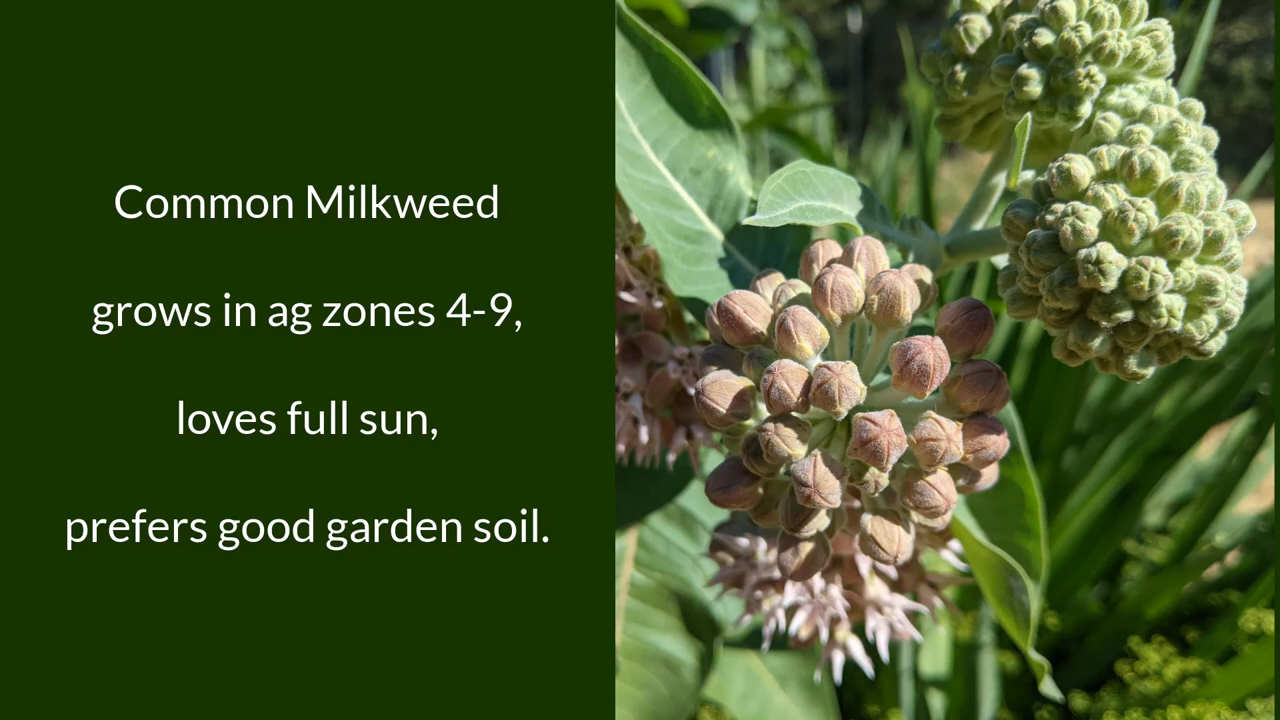 Common Milkweed
grows in ag zones 4-9,
loves full sun,
prefers good garden soil.